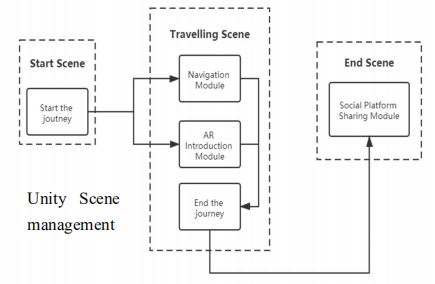 Start Scene
Start the
joutney
Travelling Scene
Navigation
Module
AR
Introduction
Module
End the
journey
End Scene
Social Platform
Sharing Module
Unity Scene
management